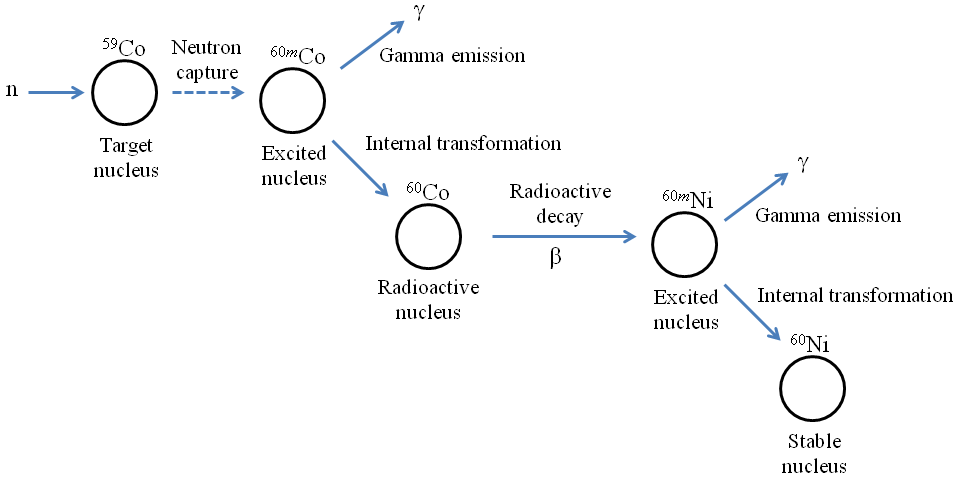 n
⁵⁹Co
Target
nucleus
Neutron
capture
⁶⁰ᵐCo
Excited
nucleus
γ
Gamma emission
Internal transformation
⁶⁰Co
Radioactive
nucleus
Radioactive
decay
β
⁶⁰ᵐNi
Excited
nucleus
γ
Gamma emission
Internal transformation
⁶⁰Ni
Stable
nucleus